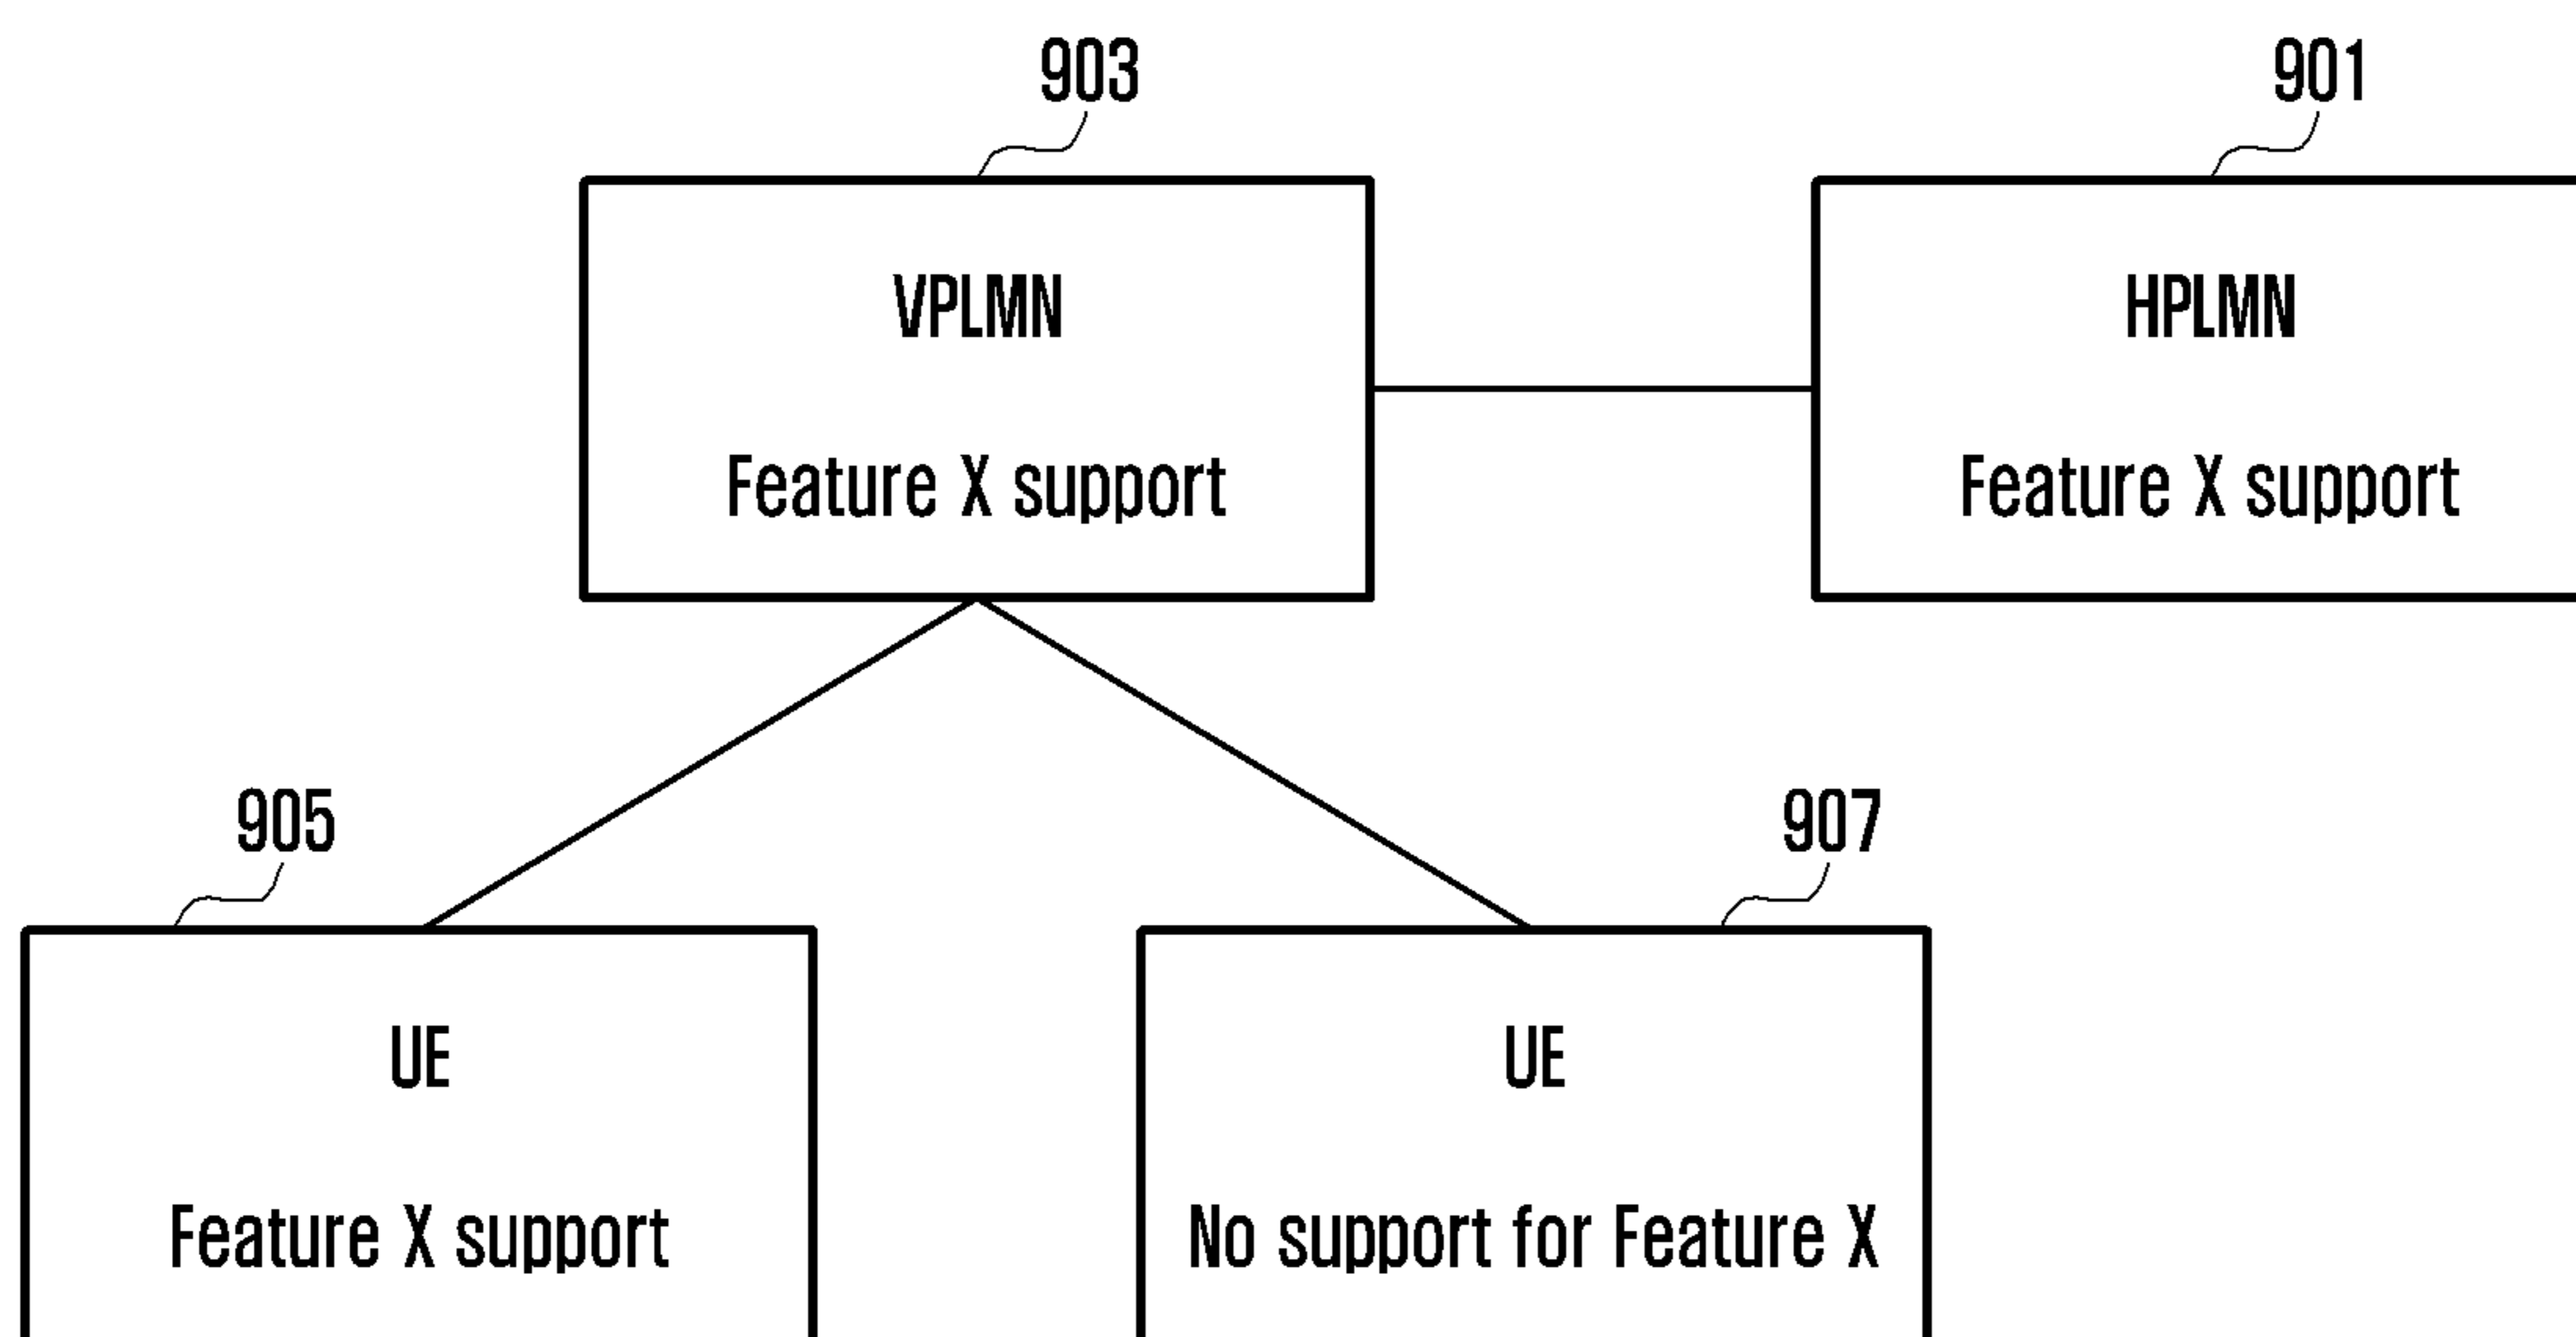 903
901
VPLMN
Feature X support
HPLMN
Feature X support
905
907
UE
Feature X support
UE
No support for Feature X